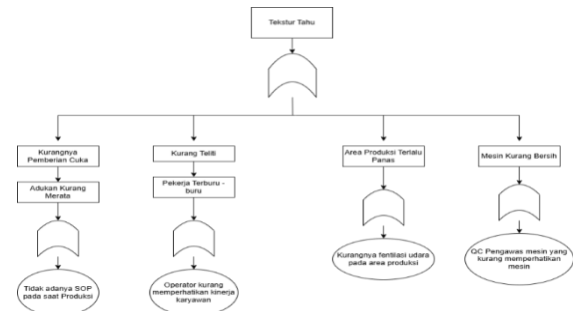 Tekstur Tahu
Kurangnya
Pemberian Cuka
Kurang Telili
Area Produksi Terlalu
Panas
Mesin Kurang Bersih
Adukan Kurang
Merata
Pekerja Terburu -
buru
Tidak adanya SOP
pada saat Produksi
Operator kurang
memperhatikan kinerja
karyawan
Kurangnya fentilasi udara
pada area produksi
QC Pengawas mesin yang
kurang memperhatikan
mesin